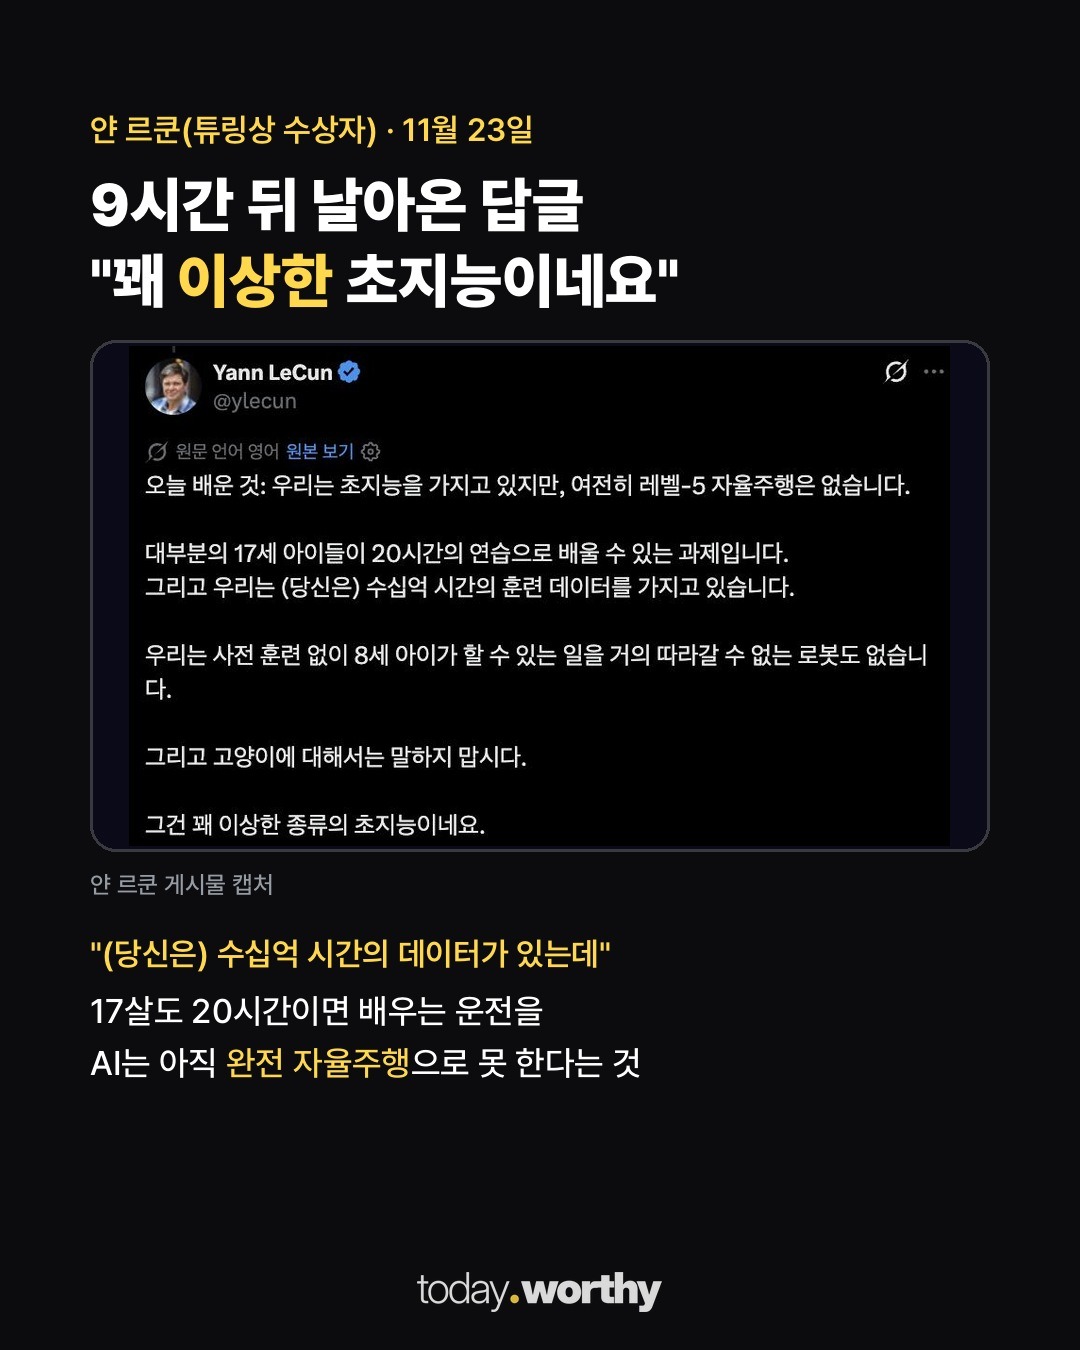 얀 르쿤(튜링상 수상자) · 11월 23일
9시간 뒤 날아온 답글
"꽤 이상한 초지능이네요"
Yann LeCun
@ylecun
원문 언어 영어 원본 보기
오늘 배운 것: 우리는 초지능을 가지고 있지만, 여전히 레벨-5 자율주행은 없습니다.
대부분의 17세 아이들이 20시간의 연습으로 배울 수 있는 과제입니다.
그리고 우리는 (당신은) 수십억 시간의 훈련 데이터를 가지고 있습니다.
우리는 사전 훈련 없이 8세 아이가 할 수 있는 일을 거의 따라갈 수 없는 로봇도 없습니
다.
그리고 고양이에 대해서는 말하지 맙시다.
그건 꽤 이상한 종류의 초지능이네요.
얀 르쿤 게시물 캡처
"(당신은) 수십억 시간의 데이터가 있는데"
17살도 20시간이면 배우는 운전을
AI는 아직 완전 자율주행으로 못 한다는 것
today.worthy